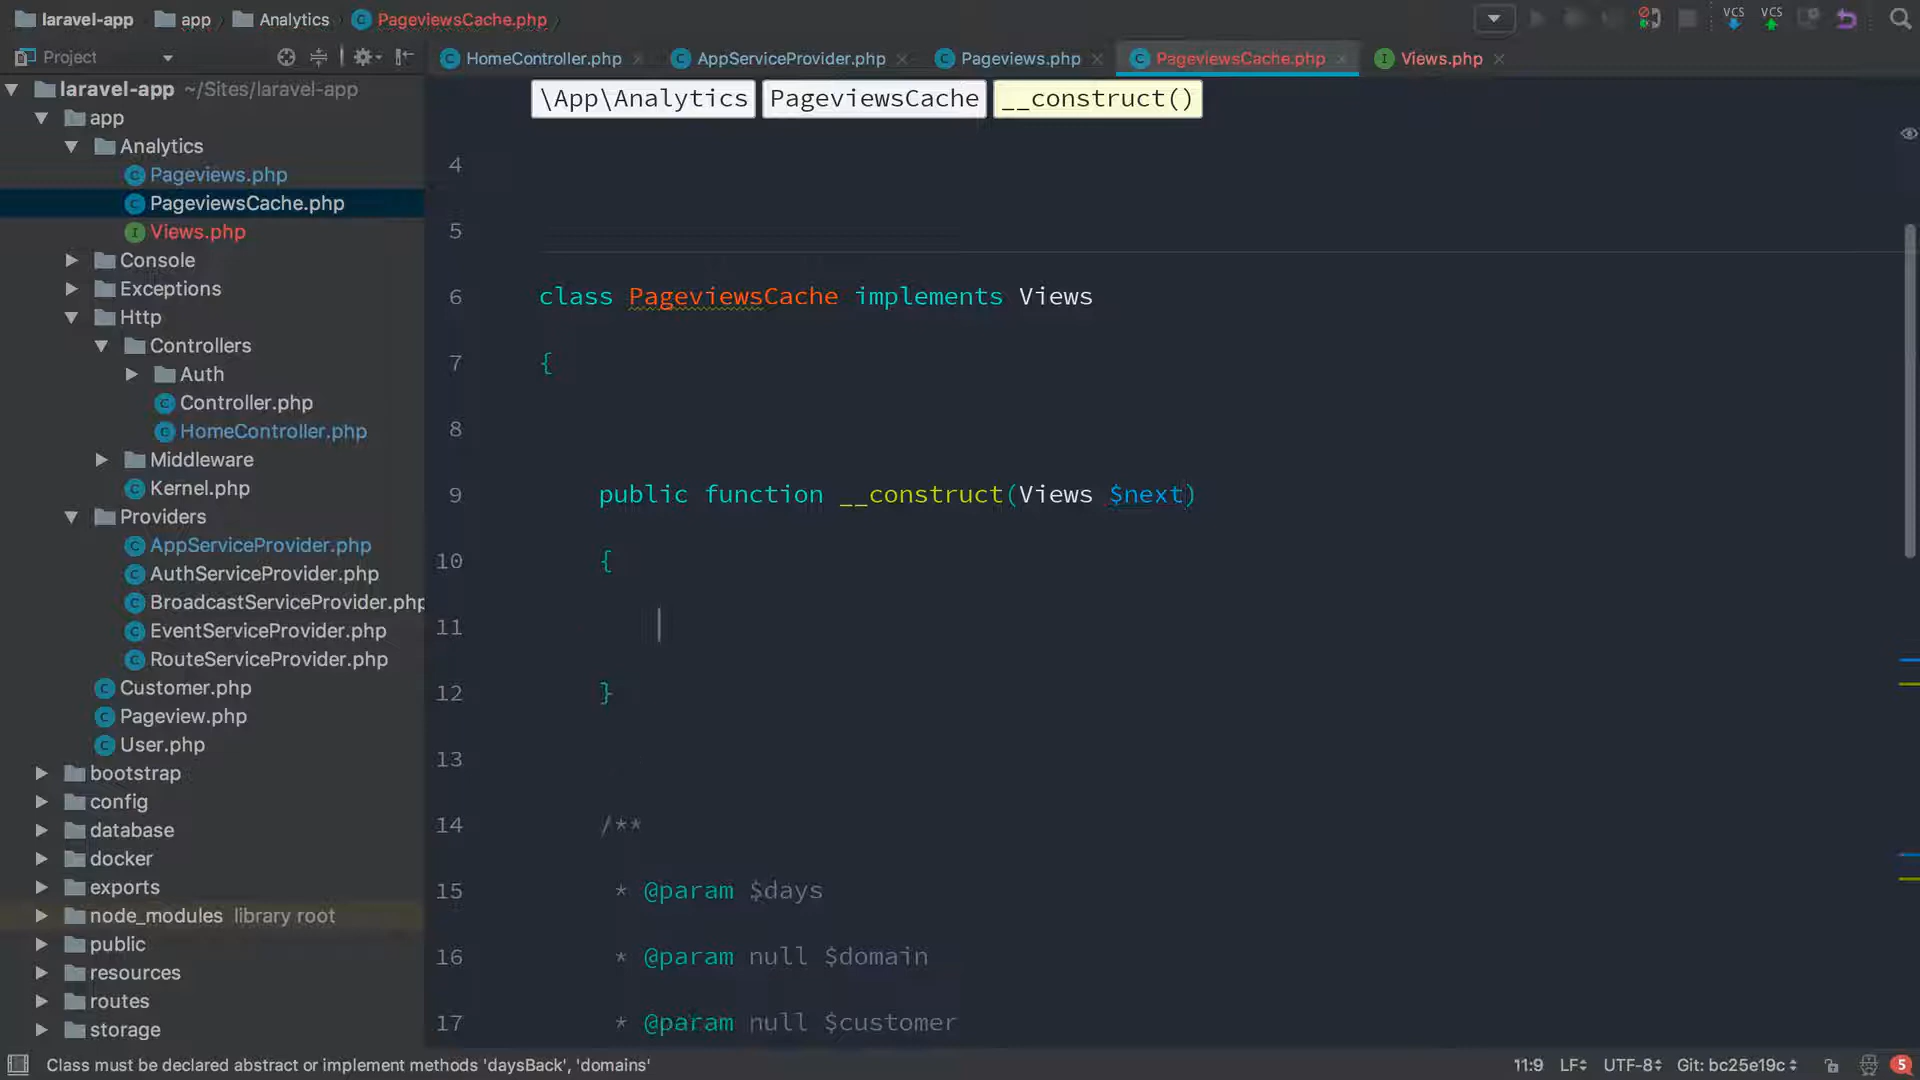 laravel-app app Analytics PageviewsCache.php
VCS VCS
Project
HomeController.php AppServiceProvider.php Pageviews.php PageviewsCache.php Views.php
laravel-app ~/Sites/laravel-app
app
Analytics
Pageviews.php
PageviewsCache.php
Views.php
Console
Exceptions
Http
Controllers
Auth
Controller.php
HomeController.php
Middleware
Kernel.php
Providers
AppServiceProvider.php
AuthServiceProvider.php
BroadcastServiceProvider.php
EventServiceProvider.php
RouteServiceProvider.php
Customer.php
Pageview.php
User.php
bootstrap
config
database
docker
exports
node_modules library root
public
resources
routes
storage
\App\Analytics PageviewsCache __construct()
4
5
6 class PageviewsCache implements Views
7 {
8
9 public function __construct(Views $next)
10 {
11
12 }
13
14 /**
15 * @param $days
16 * @param null $domain
17 * @param null $customer
Class must be declared abstract or implement methods 'daysBack', 'domains'
11:9 LF UTF-8 Git: bc25e19c 5